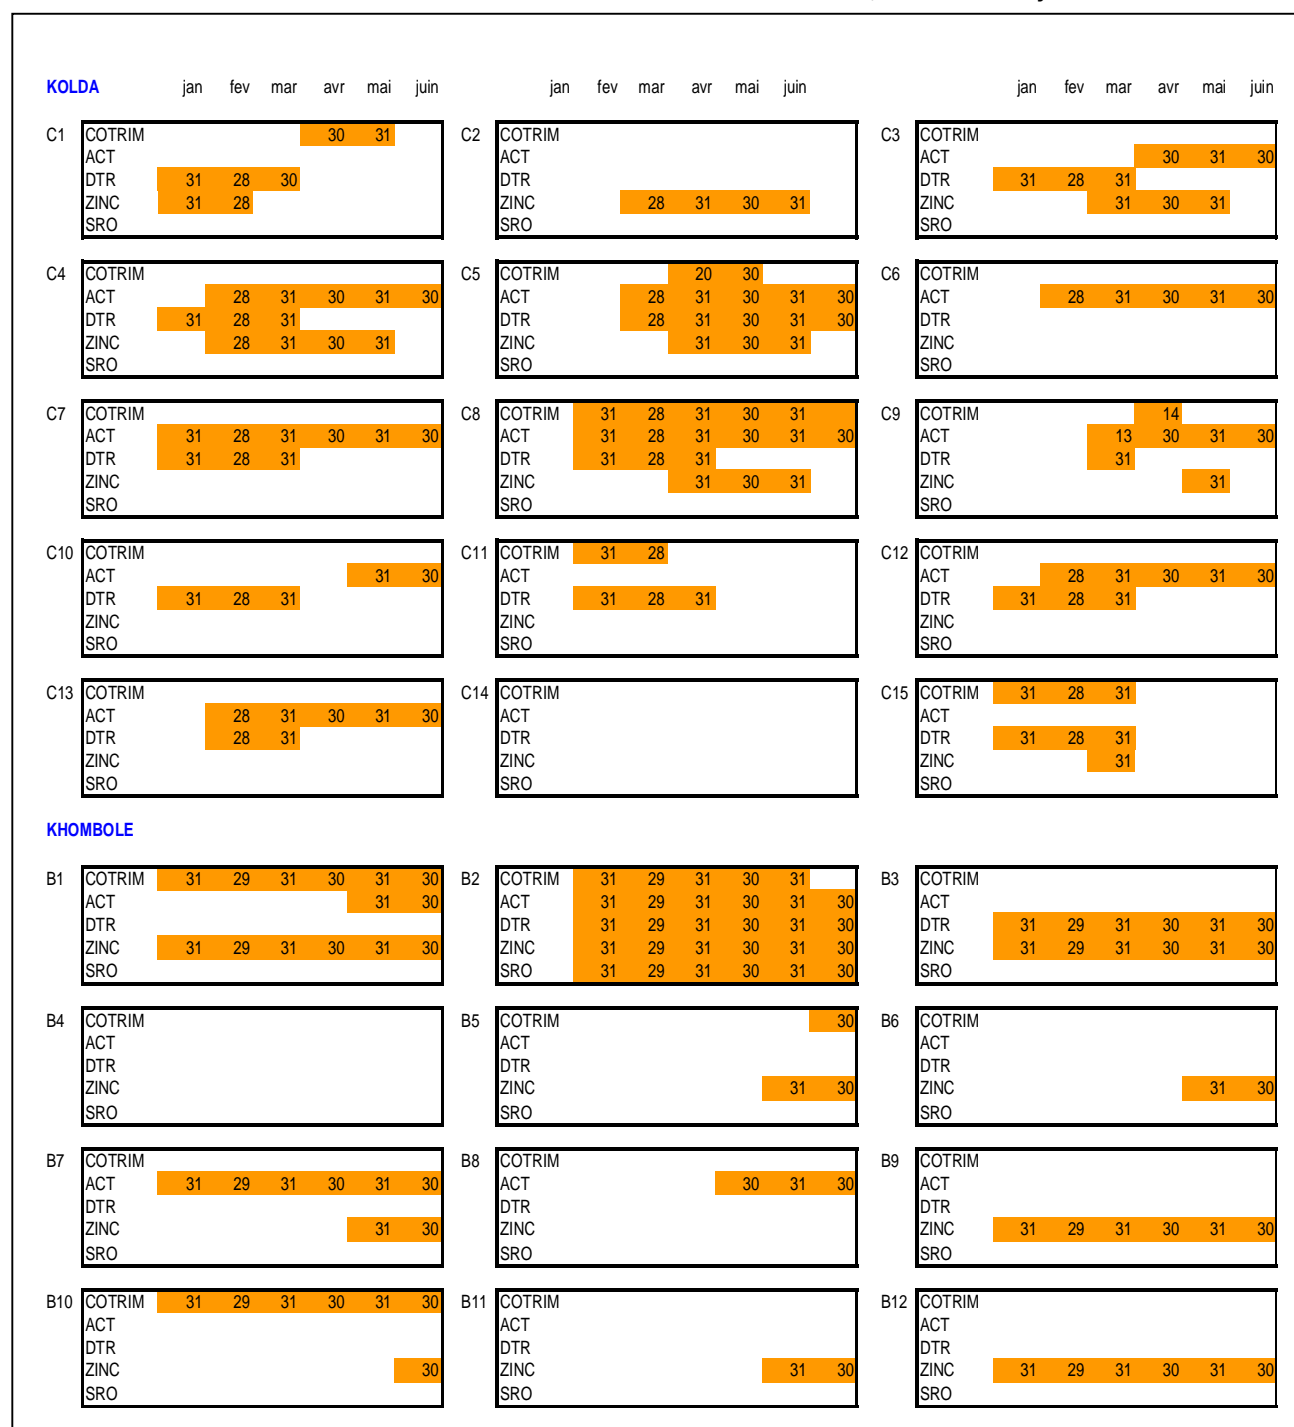 KOLDA jan fev mar avr mai juin jan fev mar avr mai juin jan fev mar avr mai juin
C1 COTRIM 30 31 C2 COTRIM C3 COTRIM
ACT ACT ACT 30 31 30
DTR 31 28 30 DTR DTR 31 28 31
ZINC 31 28 ZINC 28 31 30 31 ZINC 31 30 31
SRO SRO SRO
C4 COTRIM C5 COTRIM 20 30 C6 COTRIM
ACT 28 31 30 31 30 ACT 28 31 30 31 30 ACT 28 31 30 31 30
DTR 31 28 31 DTR 28 31 30 31 30 DTR
ZINC 28 31 30 31 ZINC 31 30 31 ZINC
SRO SRO SRO
C7 COTRIM C8 COTRIM 31 28 31 30 31 C9 COTRIM 14
ACT 31 28 31 30 31 30 ACT 31 28 31 30 31 30 ACT 13 30 31 30
DTR 31 28 31 DTR 31 28 31 DTR 31
ZINC ZINC 31 30 31 ZINC 31
SRO SRO SRO
C10 COTRIM C11 COTRIM 31 28 C12 COTRIM
ACT 31 30 ACT ACT 28 31 30 31 30
DTR 31 28 31 DTR 31 28 31 DTR 31 28 31
ZINC ZINC ZINC
SRO SRO SRO
C13 COTRIM C14 COTRIM C15 COTRIM 31 28 31
ACT 28 31 30 31 30 ACT ACT
DTR 28 31 DTR DTR 31 28 31
ZINC ZINC ZINC 31
SRO SRO SRO
KHOMBOLE
B1 COTRIM 31 29 31 30 31 30 B2 COTRIM 31 29 31 30 31 B3 COTRIM
ACT 31 30 ACT 31 29 31 30 31 30 ACT
DTR DTR 31 29 31 30 31 30 DTR 31 29 31 30 31 30
ZINC 31 29 31 30 31 30 ZINC 31 29 31 30 31 30 ZINC 31 29 31 30 31 30
SRO SRO 31 29 31 30 31 30 SRO
B4 COTRIM B5 COTRIM 30 B6 COTRIM
ACT ACT ACT
DTR DTR DTR
ZINC ZINC 31 30 ZINC 31 30
SRO SRO SRO
B7 COTRIM B8 COTRIM B9 COTRIM
ACT 31 29 31 30 31 30 ACT 30 31 30 ACT
DTR DTR DTR
ZINC 31 30 ZINC ZINC 31 29 31 30 31 30
SRO SRO SRO
B10 COTRIM 31 29 31 30 31 30 B11 COTRIM B12 COTRIM
ACT ACT ACT
DTR DTR DTR
ZINC 30 ZINC 31 30 ZINC 31 29 31 30 31 30
SRO SRO SRO